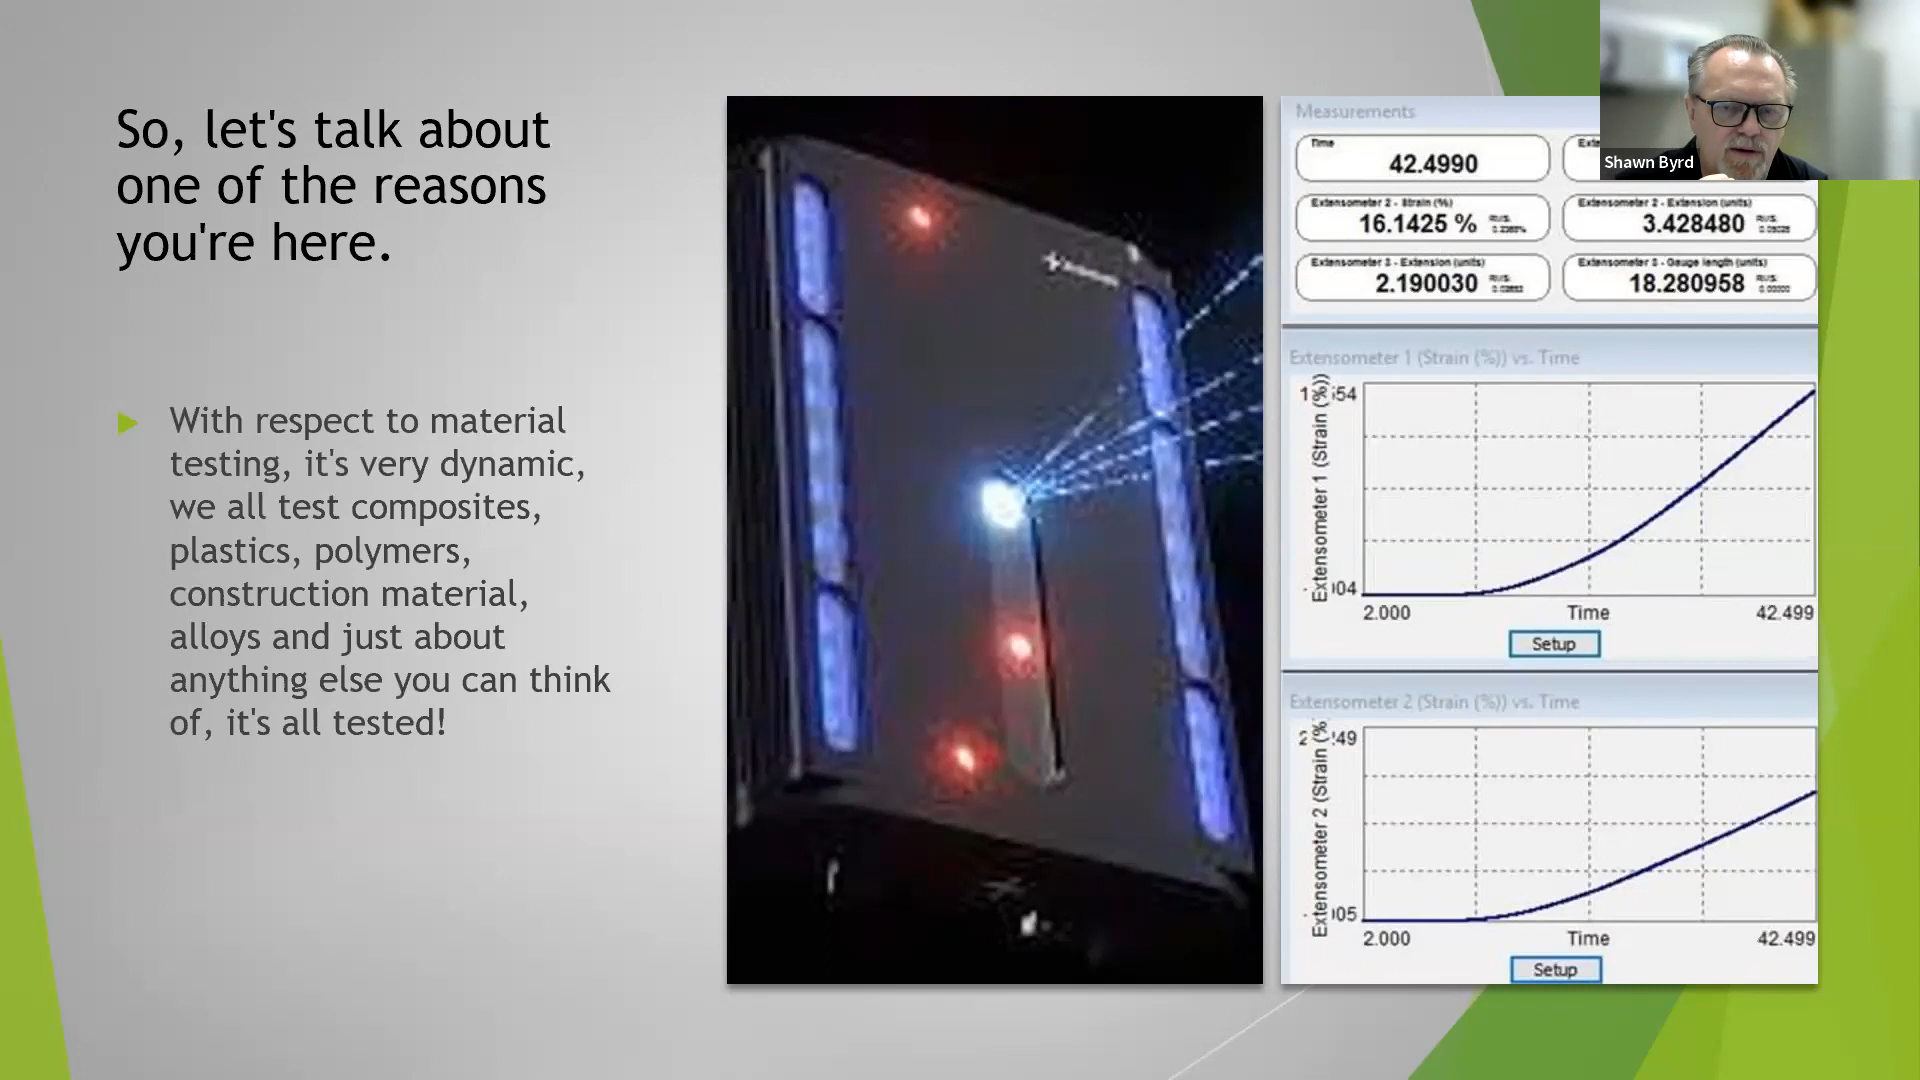 So, let's talk about
one of the reasons
you're here.
With respect to material
testing, it's very dynamic,
we all test composites,
plastics, polymers,
construction material,
alloys and just about
anything else you can think
of, it's all tested!
Measurements
Time
42.4990
Extensometer 2 - Strain (%)
16.1425 %
Extensometer 2 - Extension (units)
3.428480
Extensometer 3 - Extension (units)
2.190030
Extensometer 3 - Gauge length (units)
18.280958
Extensometer 1 (Strain (%)) vs. Time
Extensometer 1 (Strain (%))
2.000
Time
42.499
Setup
Extensometer 2 (Strain (%)) vs. Time
Extensometer 2 (Strain (%
2.000
Time
42.499
Setup
Shawn Byrd